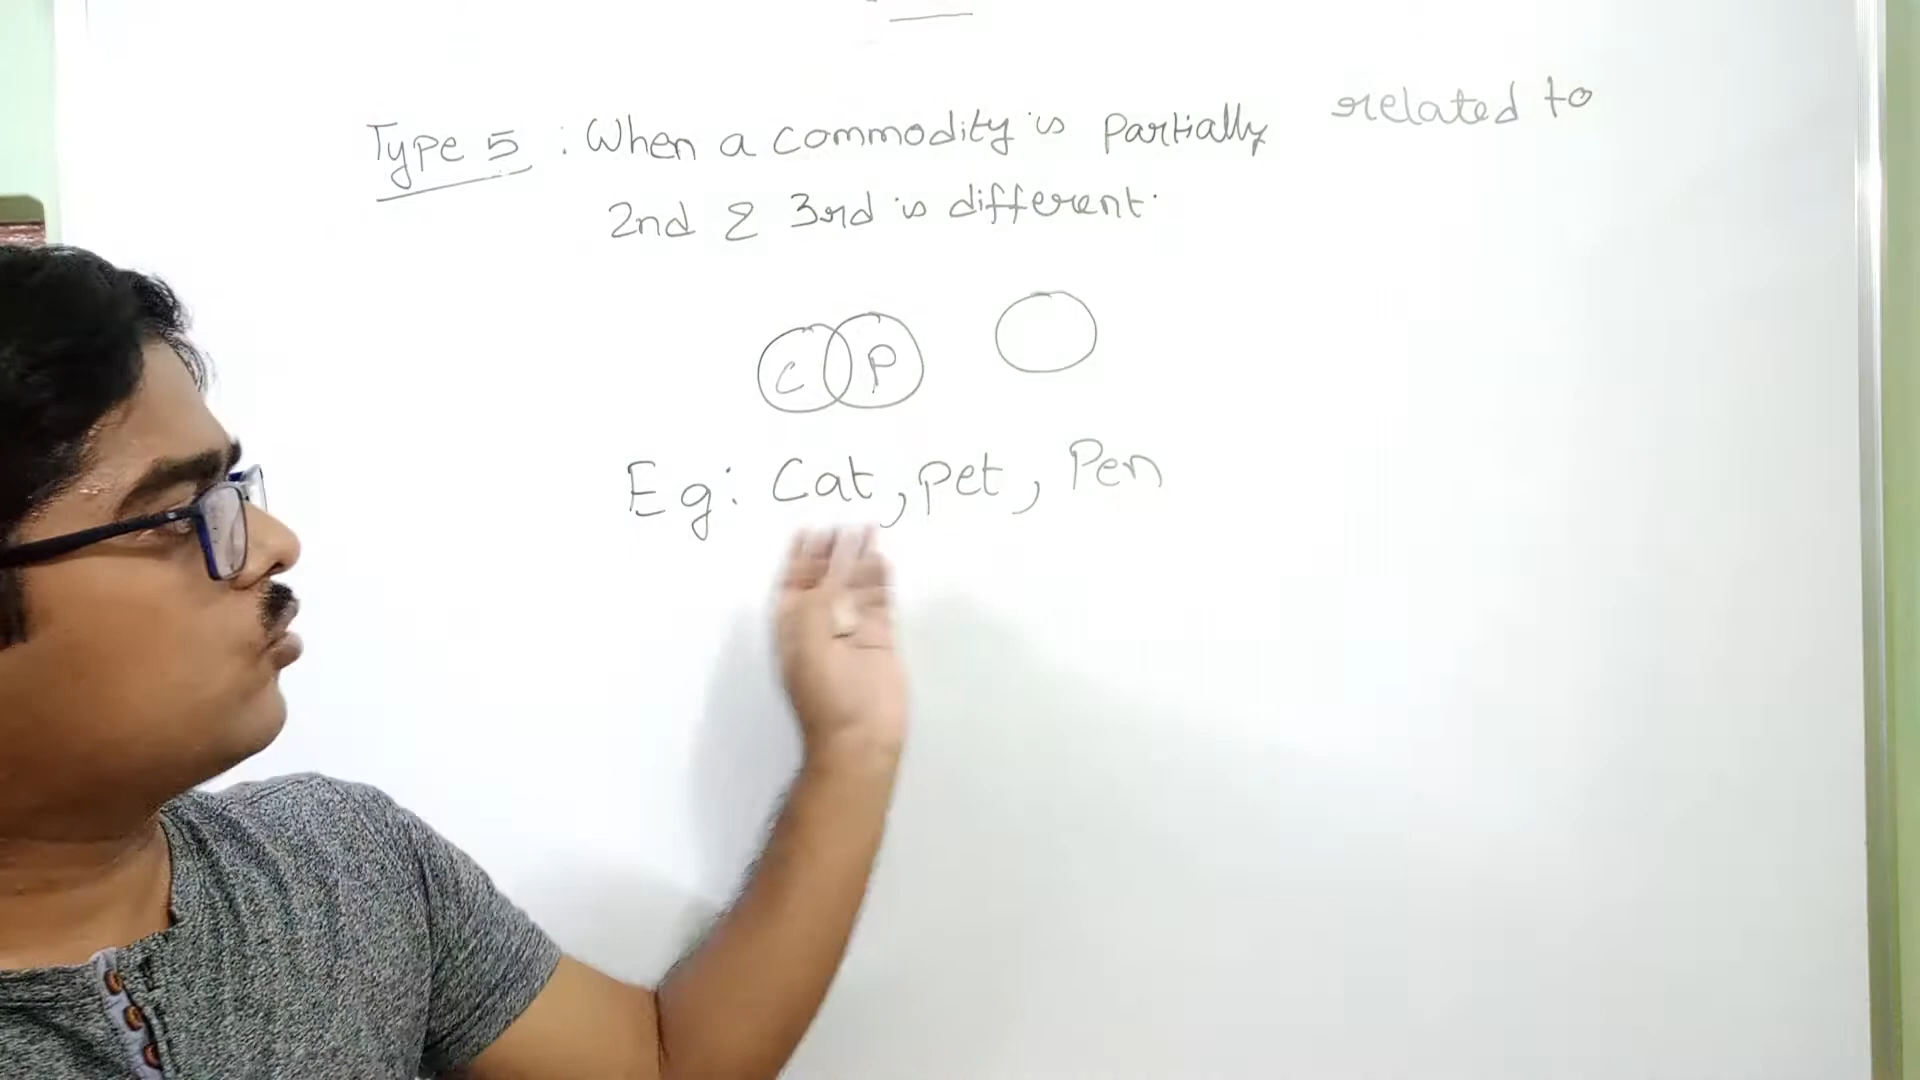 Type 5 : When a commodity is partially related to
2nd & 3rd is different.
C P
Eg: Cat, pet, Pen